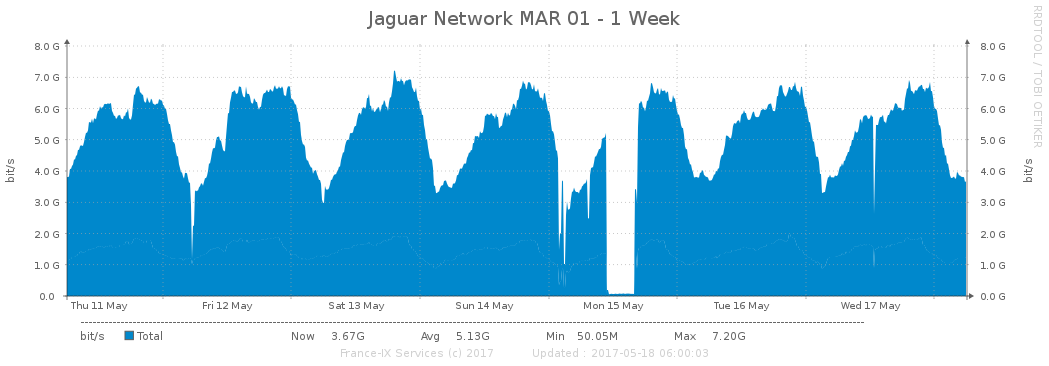 Jaguar Network MAR 01 - 1 Week
RRDTOOL / TOBI OETIKER
bit/s
8.0 G
7.0 G
6.0 G
5.0 G
4.0 G
3.0 G
2.0 G
1.0 G
0.0
8.0 G
7.0 G
6.0 G
5.0 G
4.0 G
3.0 G
2.0 G
1.0 G
0.0 G
bit/s
Thu 11 May Fri 12 May Sat 13 May Sun 14 May Mon 15 May Tue 16 May Wed 17 May
bit/s Total Now 3.67G Avg 5.13G Min 50.05M Max 7.20G
France-IX Services (c) 2017 Updated : 2017-05-18 06:00:03